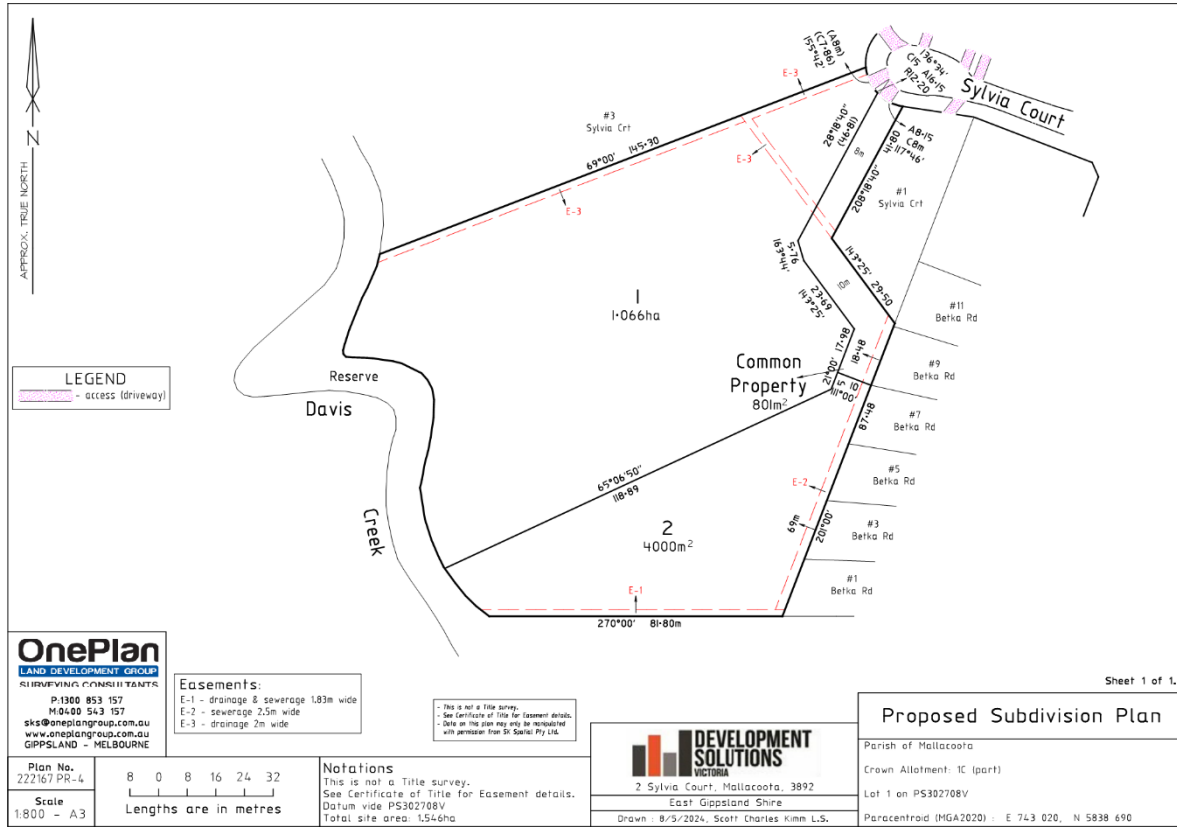 APPROX. TRUE NORTH
N
LEGEND
- access (driveway)
#3
Sylvia Crt
69°00' 145·30
E-3
E-3
E-3
(A8m)
(C7·86)
155°42'
136°34'
C15 A16·15
R12·20
Sylvia Court
28°18'40"
(46·81)
8m
A8·15
C8m
117°46'
41·80
208°18'40"
#1
Sylvia Crt
5·76
163°44'
143°25' 29·50
10m
23·69
143°25'
1
1·066ha
#11
Betka Rd
17·98
21°00'
18·48
Common
Property
801m²
10·5
111°00'
#9
Betka Rd
87·48
#7
Betka Rd
Reserve
Davis
Creek
65°06'50"
118·89
#5
Betka Rd
E-2
2
4000m²
69m
201°00'
#3
Betka Rd
#1
Betka Rd
E-1
270°00' 81·80m
OnePlan
LAND DEVELOPMENT GROUP
SURVEYING CONSULTANTS
P:1300 853 157
M:0400 543 157
sks@oneplangroup.com.au
www.oneplangroup.com.au
GIPPSLAND - MELBOURNE
Easements:
E-1 - drainage & sewerage 1.83m wide
E-2 - sewerage 2.5m wide
E-3 - drainage 2m wide
- This is not a Title survey.
- See Certificate of Title for Easement details.
- Data on this plan may only be manipulated
with permission from SK Spatial Pty Ltd.
Sheet 1 of 1.
Plan No.
222167 PR-4
Scale
1:800 - A3
8 0 8 16 24 32
Lengths are in metres
Notations
This is not a Title survey.
See Certificate of Title for Easement details.
Datum vide PS302708V
Total site area: 1.546ha
DEVELOPMENT
SOLUTIONS
VICTORIA
2 Sylvia Court, Mallacoota, 3892
East Gippsland Shire
Drawn : 8/5/2024, Scott Charles Kimm L.S.
Proposed Subdivision Plan
Parish of Mallacoota
Crown Allotment: 1C (part)
Lot 1 on PS302708V
Paracentroid (MGA2020) : E 743 020, N 5838 690